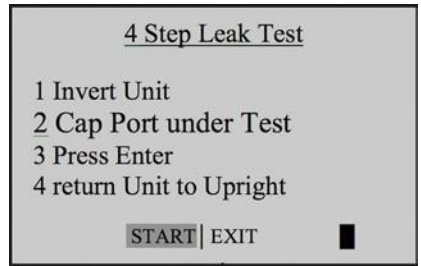 4 Step Leak Test
1 Invert Unit
2 Cap Port under Test
3 Press Enter
4 return Unit to Upright
START| EXIT